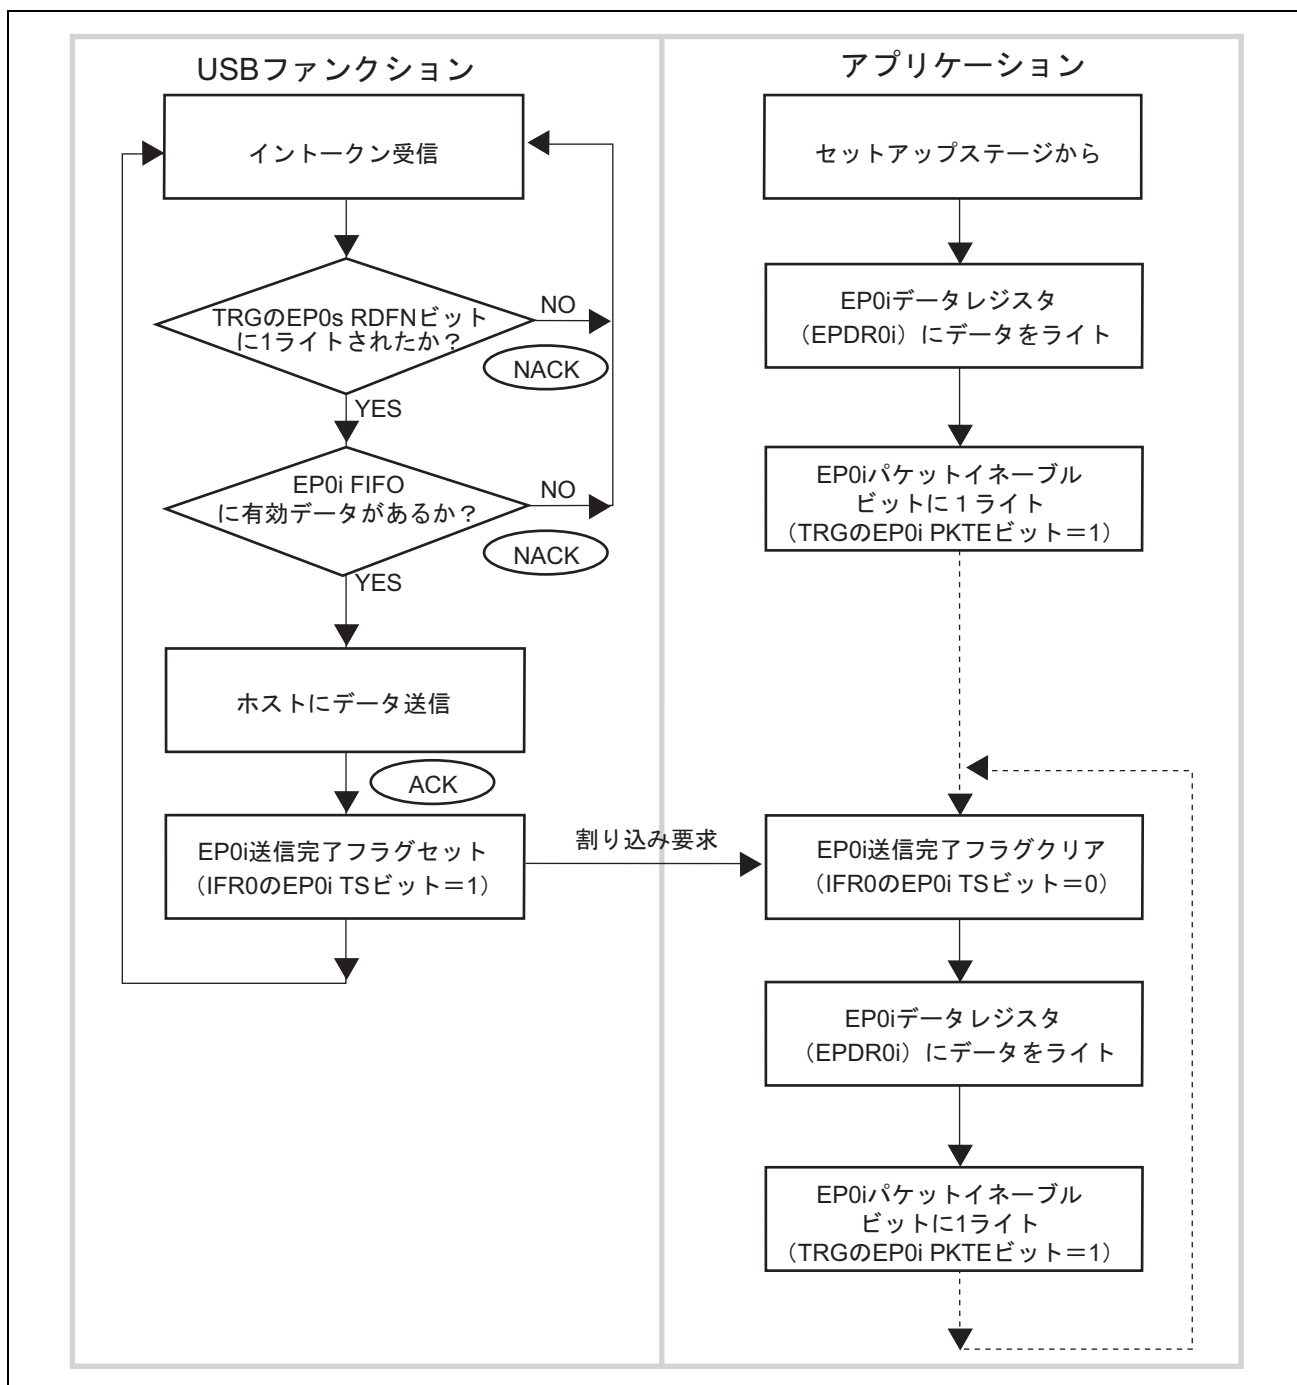 USBファンクション
イントークン受信
TRGのEP0s RDFNビット
に1ライトされたか？
NO
NACK
YES
EP0i FIFO
に有効データがあるか？
NO
NACK
YES
ホストにデータ送信
ACK
EP0i送信完了フラグセット
（IFR0のEP0i TSビット＝1）
割り込み要求
アプリケーション
セットアップステージから
EP0iデータレジスタ
（EPDR0i）にデータをライト
EP0iパケットイネーブル
ビットに１ライト
（TRGのEP0i PKTEビット＝1）
EP0i送信完了フラグクリア
（IFR0のEP0i TSビット＝0）
EP0iデータレジスタ
（EPDR0i）にデータをライト
EP0iパケットイネーブル
ビットに1ライト
（TRGのEP0i PKTEビット＝1）